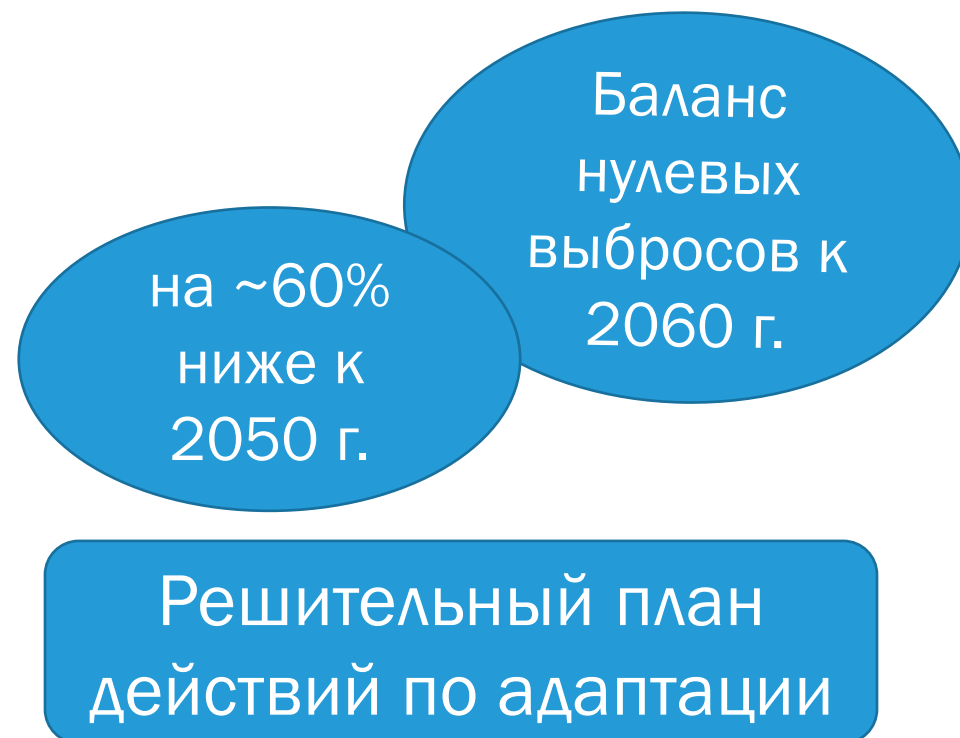 Баланс
нулевых
выбросов к
2060 г.
на ~60%
ниже к
2050 г.
Решительный план
действий по адаптации